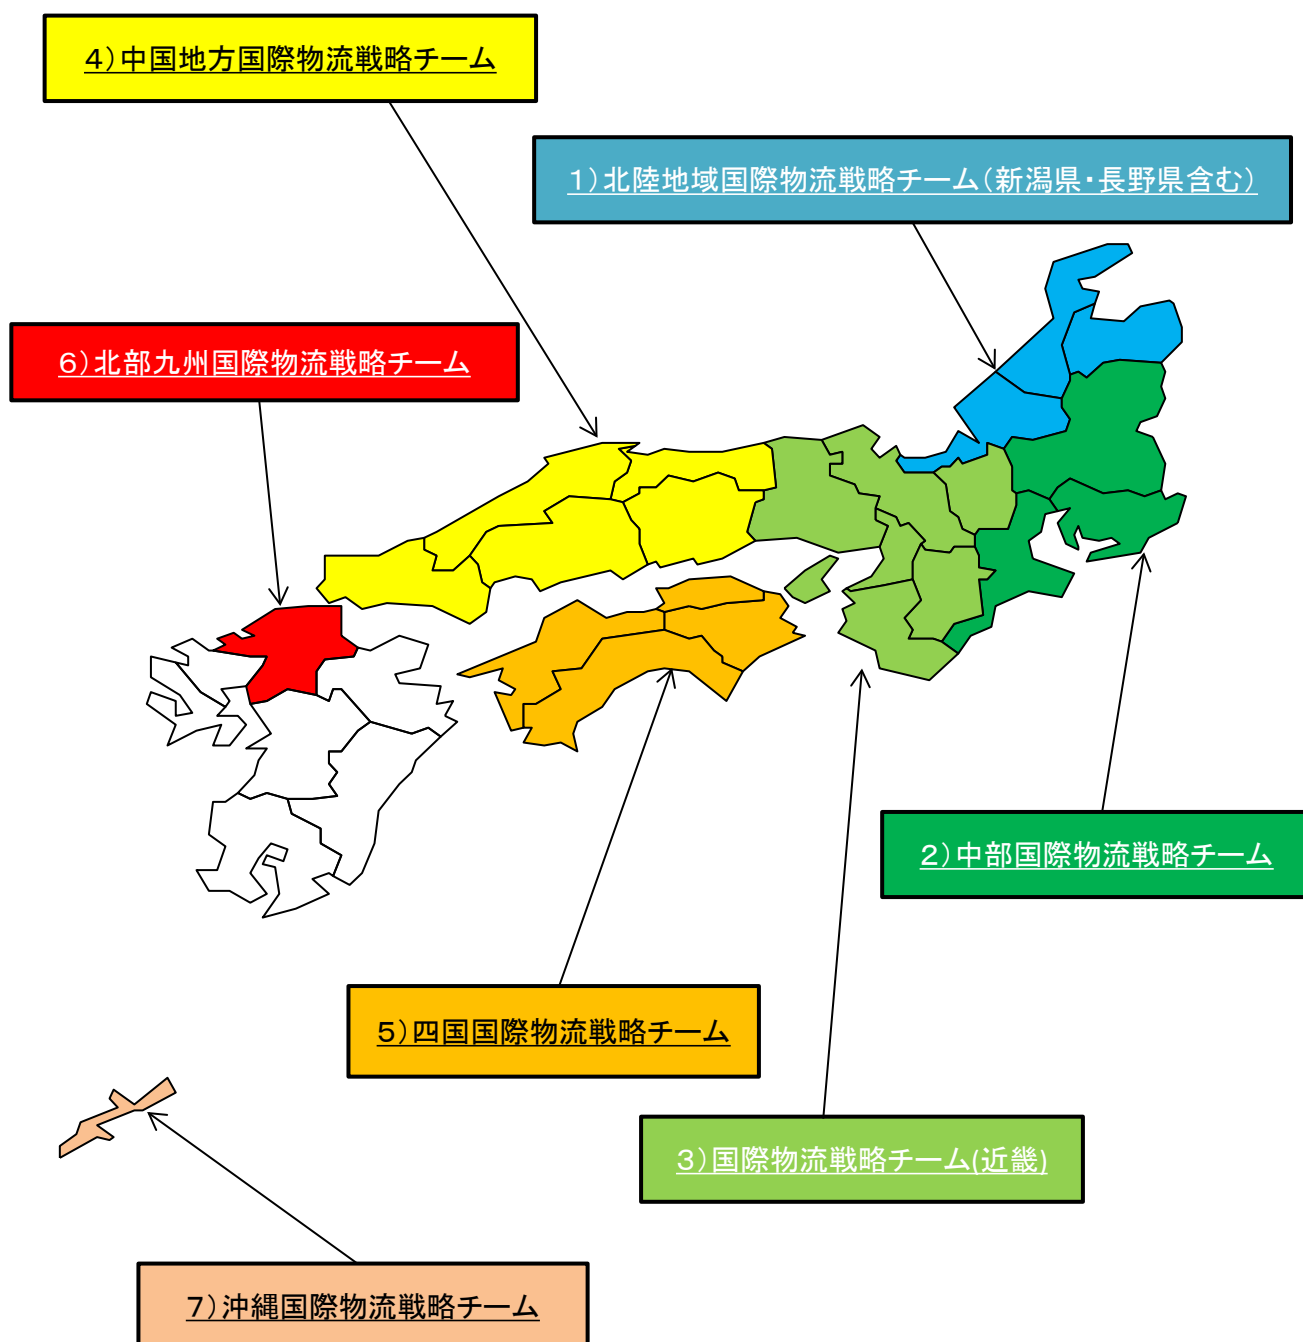 4)中国地方国際物流戦略チーム
1)北陸地域国際物流戦略チーム(新潟県・長野県含む)
6)北部九州国際物流戦略チーム
2)中部国際物流戦略チーム
5)四国国際物流戦略チーム
3)国際物流戦略チーム(近畿)
7)沖縄国際物流戦略チーム